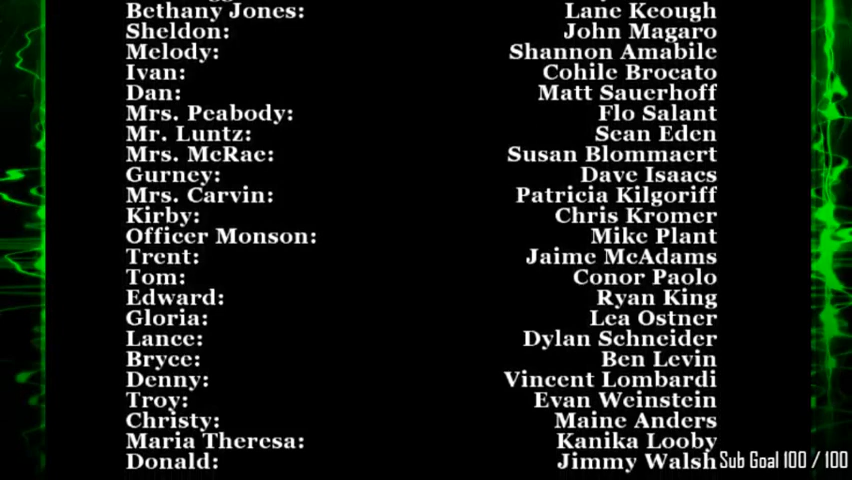 Bethany Jones: Lane Keough
Sheldon: John Magaro
Melody: Shannon Amabile
Ivan: Cohile Brocato
Dan: Matt Sauerhoff
Mrs. Peabody: Flo Salant
Mr. Luntz: Sean Eden
Mrs. McRae: Susan Blommaert
Gurney: Dave Isaacs
Mrs. Carvin: Patricia Kilgoriff
Kirby: Chris Kromer
Officer Monson: Mike Plant
Trent: Jaime McAdams
Tom: Conor Paolo
Edward: Ryan King
Gloria: Lea Ostner
Lance: Dylan Schneider
Bryce: Ben Levin
Denny: Vincent Lombardi
Troy: Evan Weinstein
Christy: Maine Anders
Maria Theresa: Kanika Looby
Donald: Jimmy Walsh
Sub Goal 100 / 100